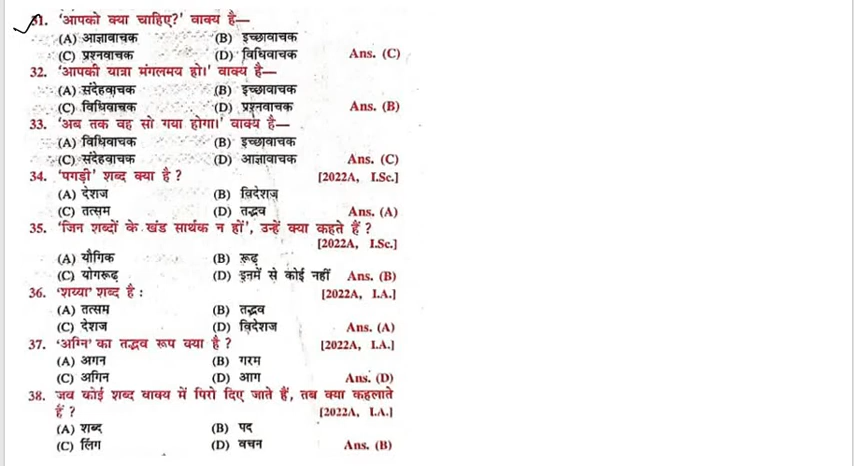 31. 'आपको क्या चाहिए?' वाक्य है—
(A) आज्ञावाचक (B) इच्छावाचक
(C) प्रश्नवाचक (D) विधिवाचक Ans. (C)
32. 'आपकी यात्रा मंगलमय हो।' वाक्य है—
(A) संदेहवाचक (B) इच्छावाचक
(C) विधिवाचक (D) प्रश्नवाचक Ans. (B)
33. 'अब तक वह सो गया होगा।' वाक्य है—
(A) विधिवाचक (B) इच्छावाचक
(C) संदेहवाचक (D) आज्ञावाचक Ans. (C)
34. 'पगड़ी' शब्द क्या है ? [2022A, I.Sc.]
(A) देशज (B) विदेशज
(C) तत्सम (D) तद्भव Ans. (A)
35. 'जिन शब्दों के खंड सार्थक न हों', उन्हें क्या कहते हैं ?
[2022A, I.Sc.]
(A) यौगिक (B) रूढ़
(C) योगरूढ़ (D) इनमें से कोई नहीं Ans. (B)
36. 'शय्या' शब्द है : [2022A, I.A.]
(A) तत्सम (B) तद्भव
(C) देशज (D) विदेशज Ans. (A)
37. 'अग्नि' का तद्भव रूप क्या है ? [2022A, I.A.]
(A) अगन (B) गरम
(C) अगिन (D) आग Ans. (D)
38. जब कोई शब्द वाक्य में पिरो दिए जाते हैं, तब क्या कहलाते
हैं ? [2022A, I.A.]
(A) शब्द (B) पद
(C) लिंग (D) वचन Ans. (B)